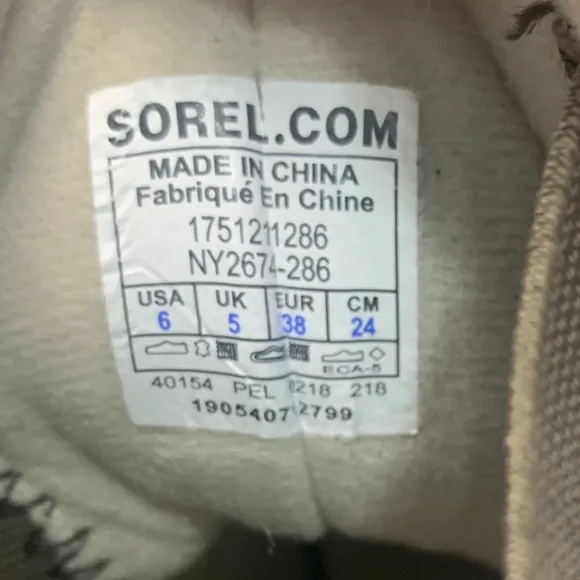 SOREL.COM
MADE IN CHINA
Fabriqué En Chine
1751211286
NY2674-286
USA UK EUR CM
6 5 38 24
ECA-5
40154 PEL 0218 218